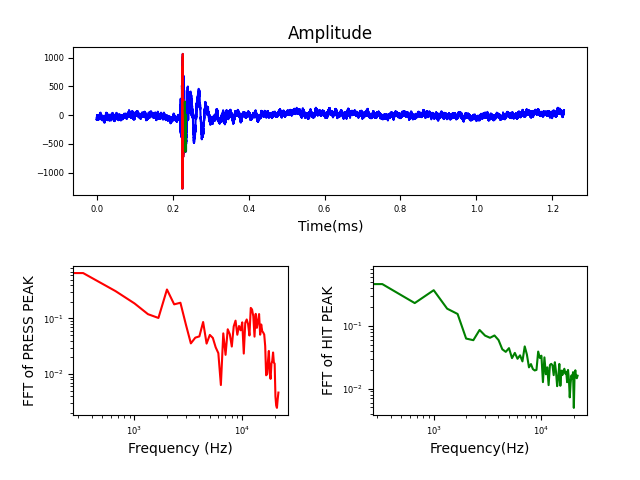 Amplitude
1000
500
0
−500
−1000
0.0 0.2 0.4 0.6 0.8 1.0 1.2
Time(ms)
FFT of PRESS PEAK
10⁻¹
10⁻²
10³ 10⁴
Frequency (Hz)
FFT of HIT PEAK
10⁻¹
10⁻²
10³ 10⁴
Frequency(Hz)